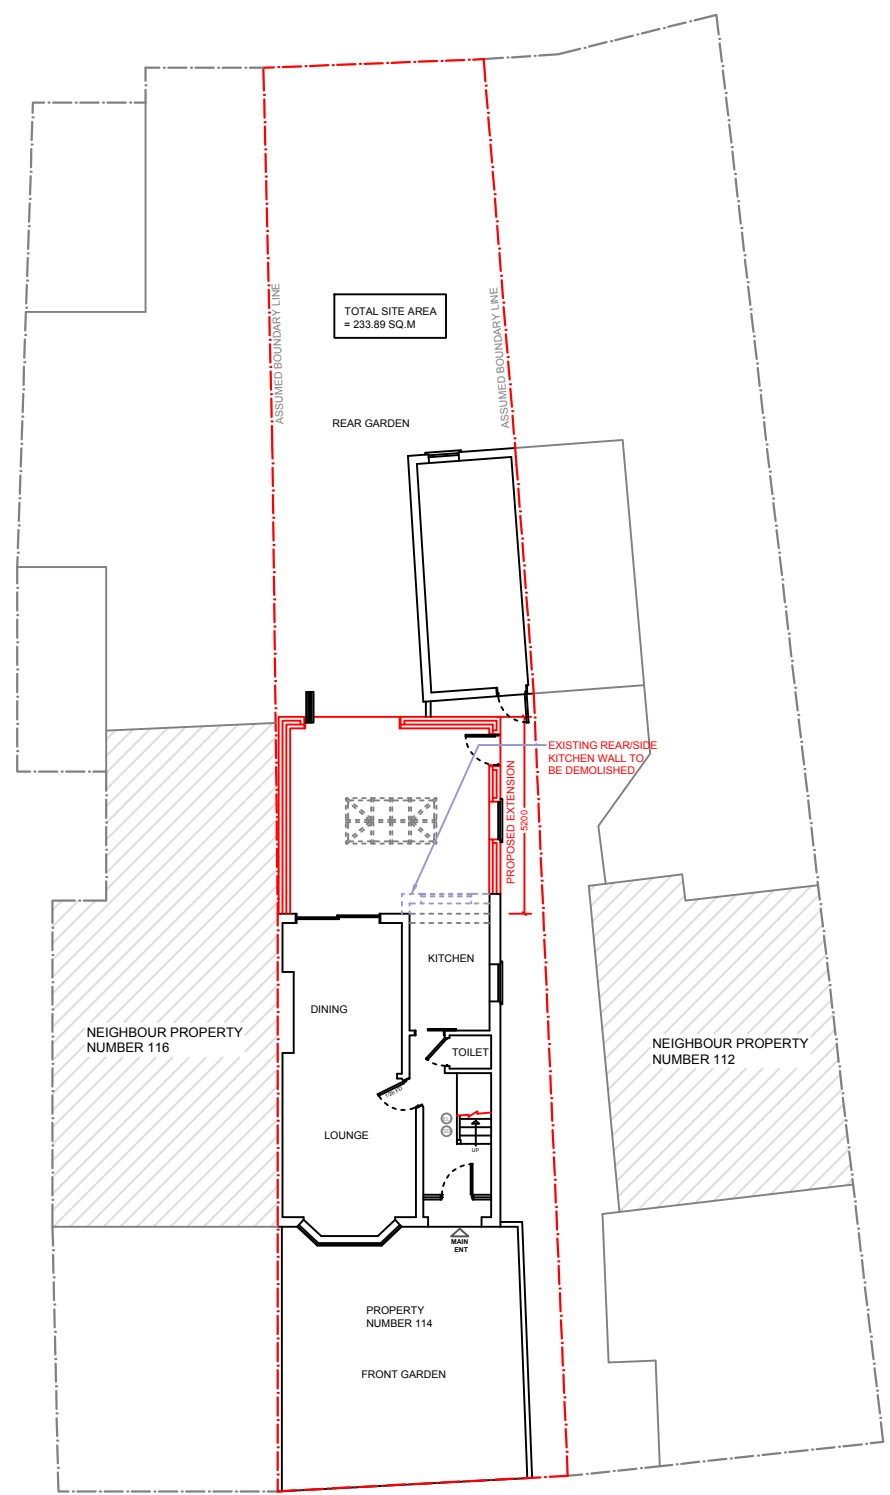 TOTAL SITE AREA
= 233.89 SQ.M
ASSUMED BOUNDARY LINE
ASSUMED BOUNDARY LINE
REAR GARDEN
EXISTING REAR/SIDE
KITCHEN WALL TO
BE DEMOLISHED
PROPOSED EXTENSION
5200
KITCHEN
DINING
NEIGHBOUR PROPERTY
NUMBER 116
NEIGHBOUR PROPERTY
NUMBER 112
TOILET
LOUNGE
UP
MAIN
ENT
PROPERTY
NUMBER 114
FRONT GARDEN